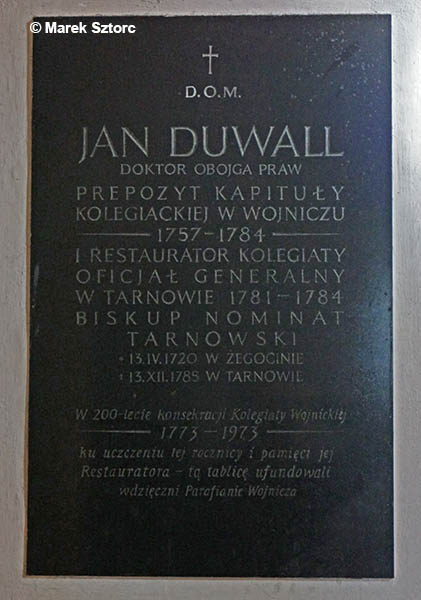 © Marek Sztorc
D.O.M.
JAN DUWALL
DOKTOR OBOJGA PRAW
PREPOZYT KAPITUŁY
KOLEGIACKIEJ W WOJNICZU
1757-1784
I RESTAURATOR KOLEGIATY
OFICJAŁ GENERALNY
W TARNOWIE 1781-1784
BISKUP NOMINAT
TARNOWSKI
* 13.IV.1720 W ŻEGOCINIE
† 13.XII.1785 W TARNOWIE
W 200-lecie konsekracji Kolegiaty Wojnickiej
1773-1973
ku uczczeniu tej rocznicy i pamięci jej
Restauratora - tą tablicę ufundowali
wdzięczni Parafianie Wojnicza